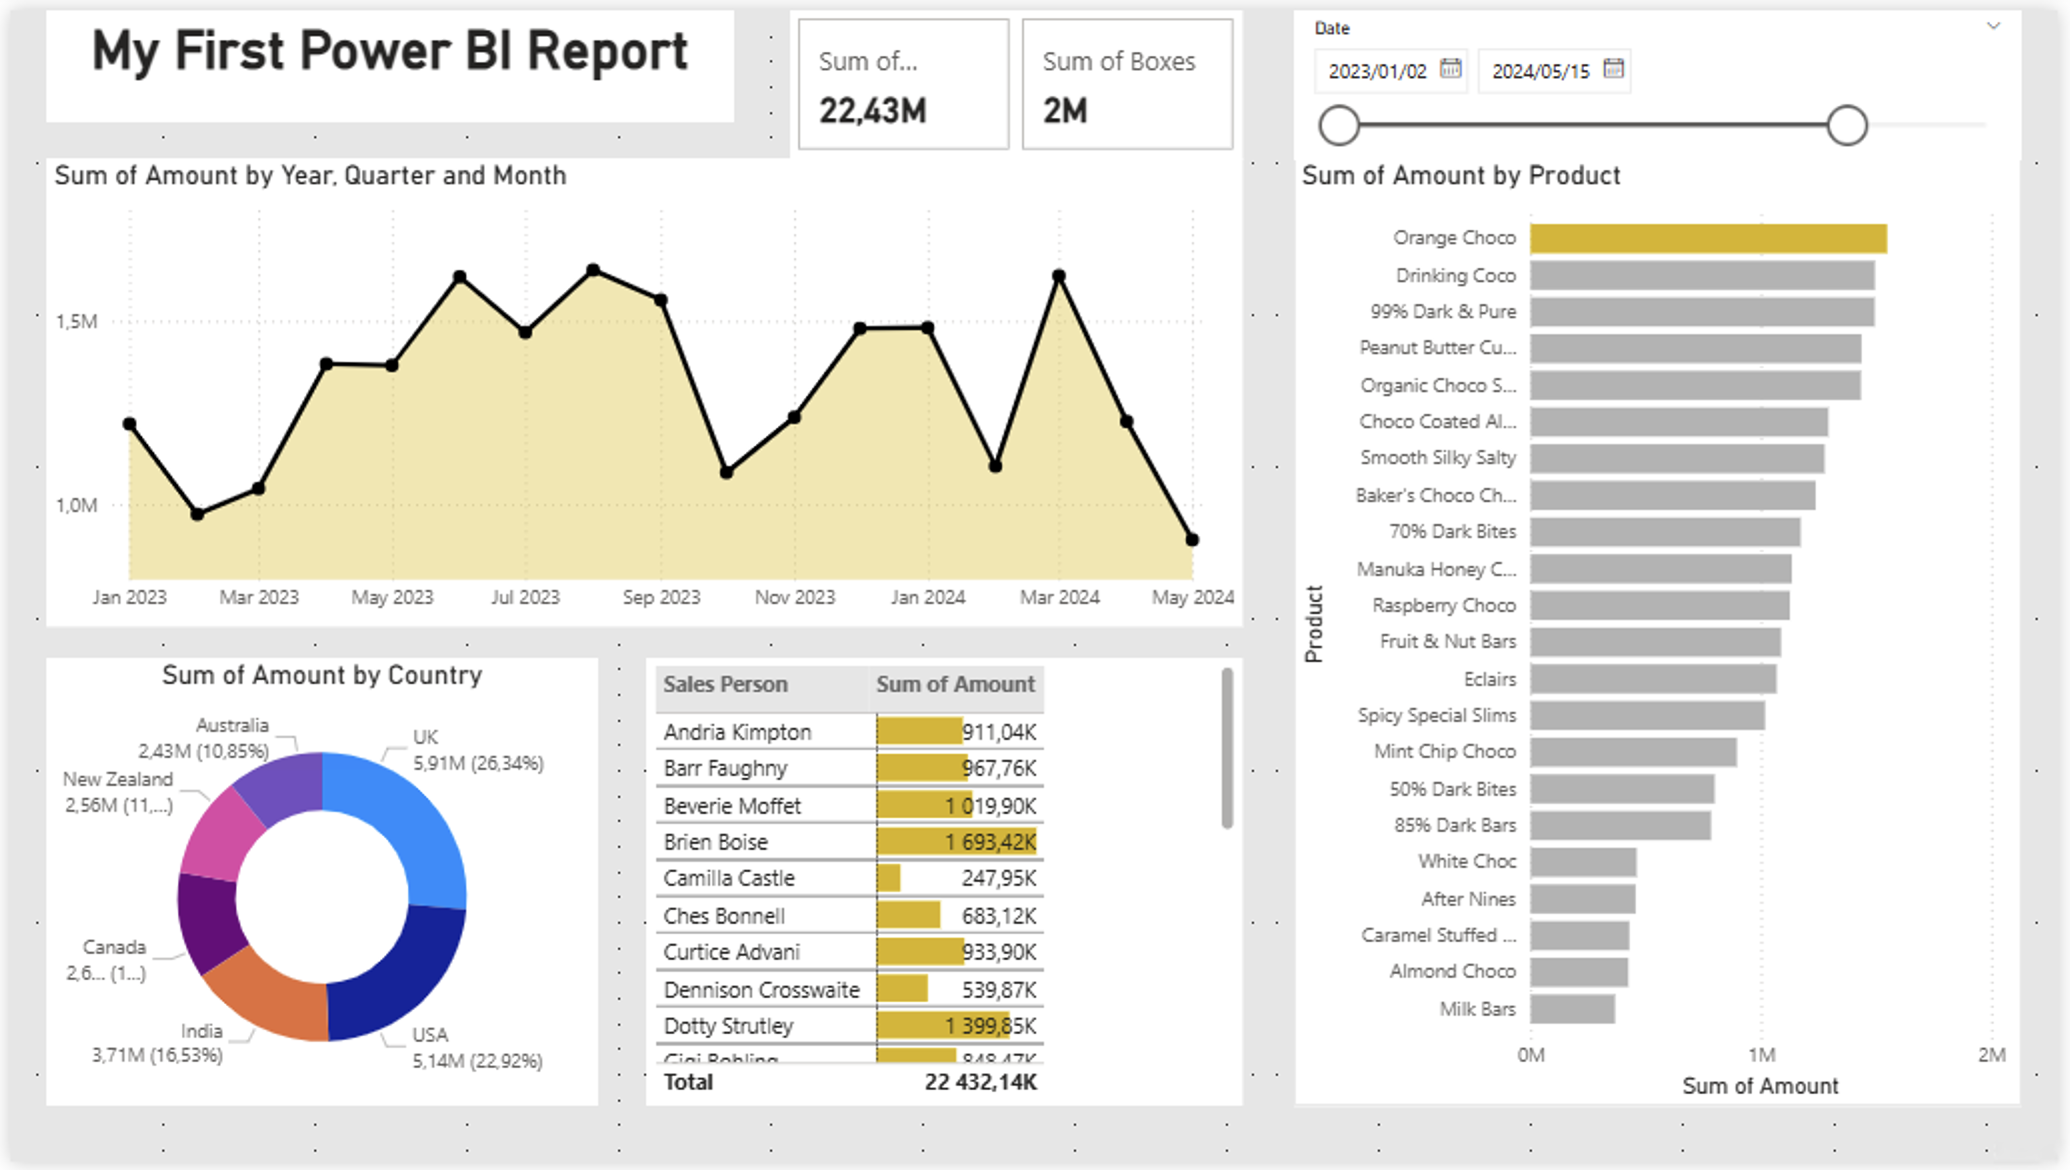 My First Power BI Report
Sum of...
22,43M
Sum of Boxes
2M
Date
2023/01/02
2024/05/15
Sum of Amount by Year, Quarter and Month
1,5M
1,0M
Jan 2023
Mar 2023
May 2023
Jul 2023
Sep 2023
Nov 2023
Jan 2024
Mar 2024
May 2024
Sum of Amount by Country
Australia
2,43M (10,85%)
UK
5,91M (26,34%)
New Zealand
2,56M (11,...)
Canada
2,6... (1...)
India
3,71M (16,53%)
USA
5,14M (22,92%)
Sales Person Sum of Amount
Andria Kimpton 911,04K
Barr Faughny 967,76K
Beverie Moffet 1 019,90K
Brien Boise 1 693,42K
Camilla Castle 247,95K
Ches Bonnell 683,12K
Curtice Advani 933,90K
Dennison Crosswaite 539,87K
Dotty Strutley 1 399,85K
Gigi Bohling 848,47K
Total 22 432,14K
Sum of Amount by Product
Product
Orange Choco
Drinking Coco
99% Dark & Pure
Peanut Butter Cu...
Organic Choco S...
Choco Coated Al...
Smooth Silky Salty
Baker's Choco Ch...
70% Dark Bites
Manuka Honey C...
Raspberry Choco
Fruit & Nut Bars
Eclairs
Spicy Special Slims
Mint Chip Choco
50% Dark Bites
85% Dark Bars
White Choc
After Nines
Caramel Stuffed ...
Almond Choco
Milk Bars
0M
1M
2M
Sum of Amount